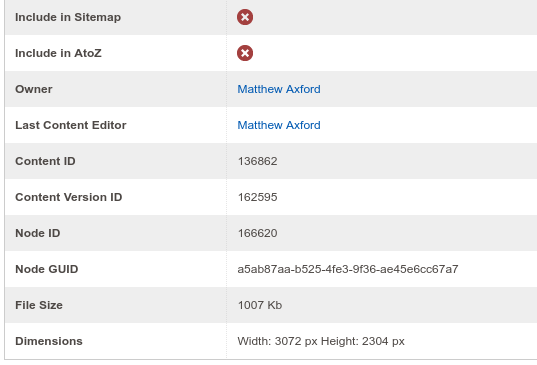 Include in Sitemap
Include in AtoZ
Owner Matthew Axford
Last Content Editor Matthew Axford
Content ID 136862
Content Version ID 162595
Node ID 166620
Node GUID a5ab87aa-b525-4fe3-9f36-ae45e6cc67a7
File Size 1007 Kb
Dimensions Width: 3072 px Height: 2304 px